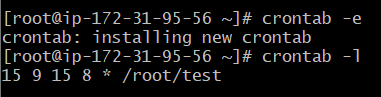 [root@ip-172-31-95-56 ~]# crontab -e
crontab: installing new crontab
[root@ip-172-31-95-56 ~]# crontab -l
15 9 15 8 * /root/test